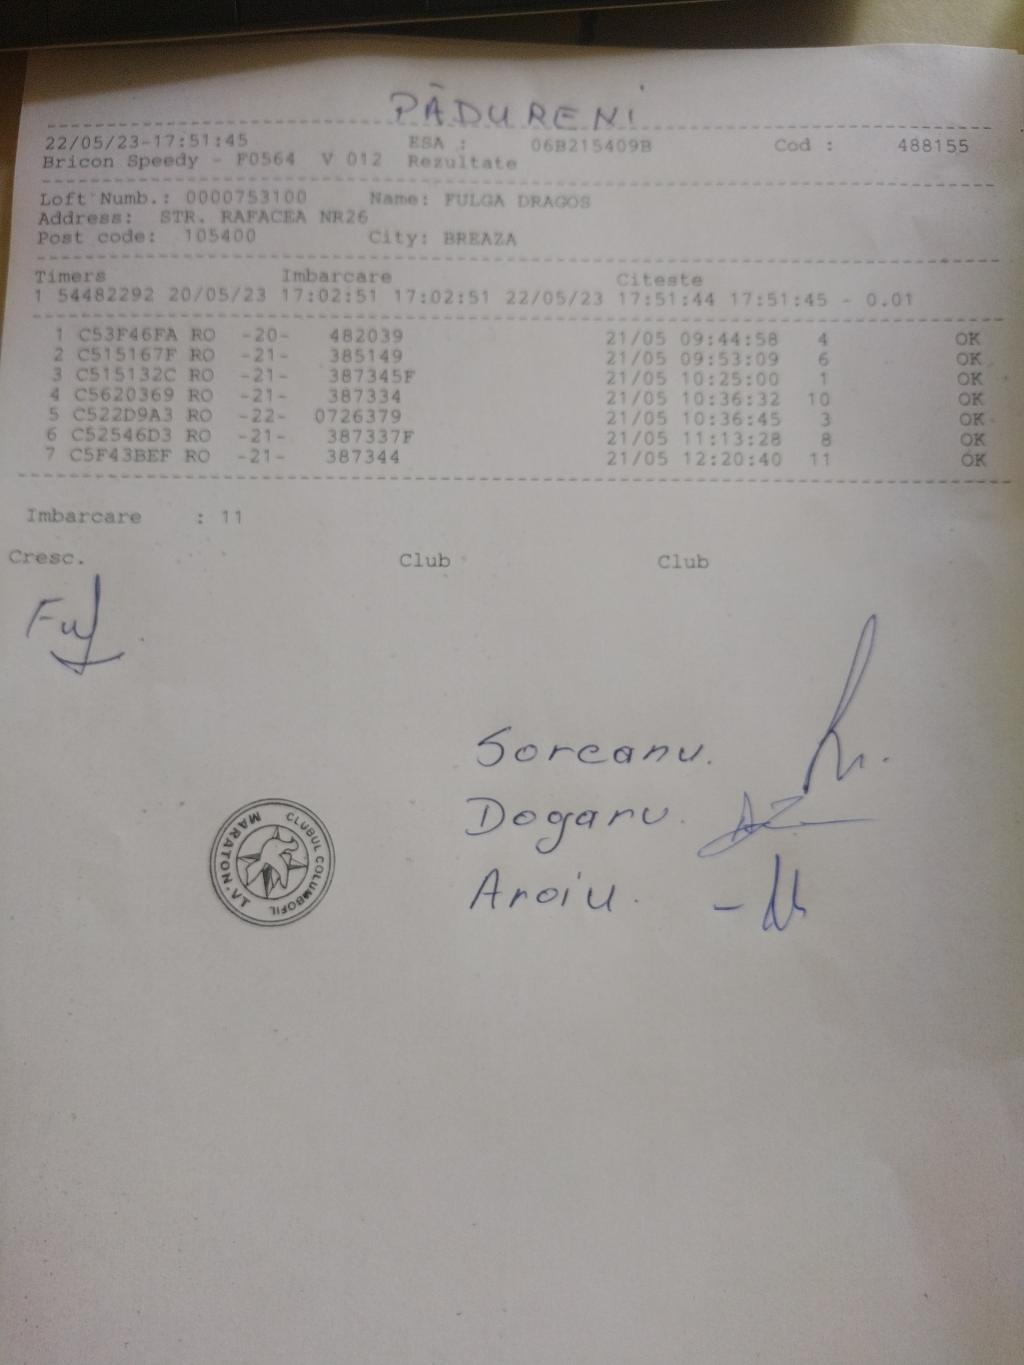 PĂDURENI
22/05/23-17:51:45 ESA : 06B215409B Cod : 488155
Bricon Speedy - F0564 V 012 Rezultate
Loft Numb.: 0000753100 Name: FULGA DRAGOS
Address: STR. RAFACEA NR26
Post code: 105400 City: BREAZA
Timers Imbarcare Citeste
1 54482292 20/05/23 17:02:51 17:02:51 22/05/23 17:51:44 17:51:45 - 0.01
1 C53F46FA RO -20- 482039 21/05 09:44:58 4 OK
2 C515167F RO -21- 385149 21/05 09:53:09 6 OK
3 C515132C RO -21- 387345F 21/05 10:25:00 1 OK
4 C5620369 RO -21- 387334 21/05 10:36:32 10 OK
5 C522D9A3 RO -22- 0726379 21/05 10:36:45 3 OK
6 C52546D3 RO -21- 387337F 21/05 11:13:28 8 OK
7 C5F43BEF RO -21- 387344 21/05 12:20:40 11 OK
Imbarcare : 11
Cresc. Club Club
Soreanu.
Dogaru.
Aroiu.
CLUBUL COLUMBOFIL
MARATON